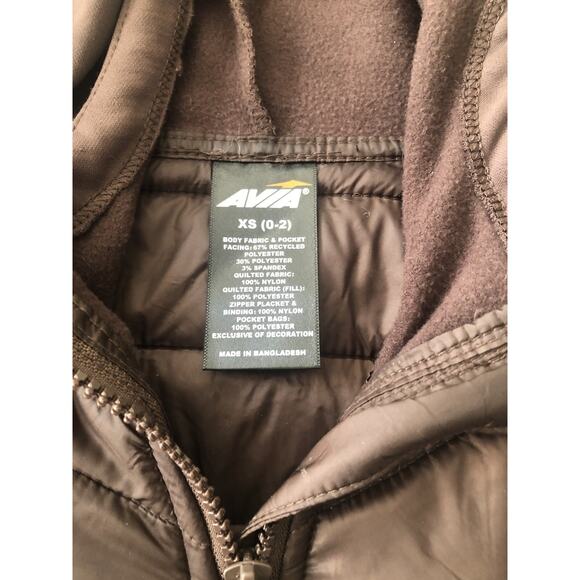 AVIA
XS (0-2)
BODY FABRIC & POCKET
FACING: 67% RECYCLED
POLYESTER
30% POLYESTER
3% SPANDEX
QUILTED FABRIC:
100% NYLON
QUILTED FABRIC (FILL):
100% POLYESTER
ZIPPER PLACKET &
BINDING: 100% NYLON
POCKET BAGS:
100% POLYESTER
EXCLUSIVE OF DECORATION
MADE IN BANGLADESH